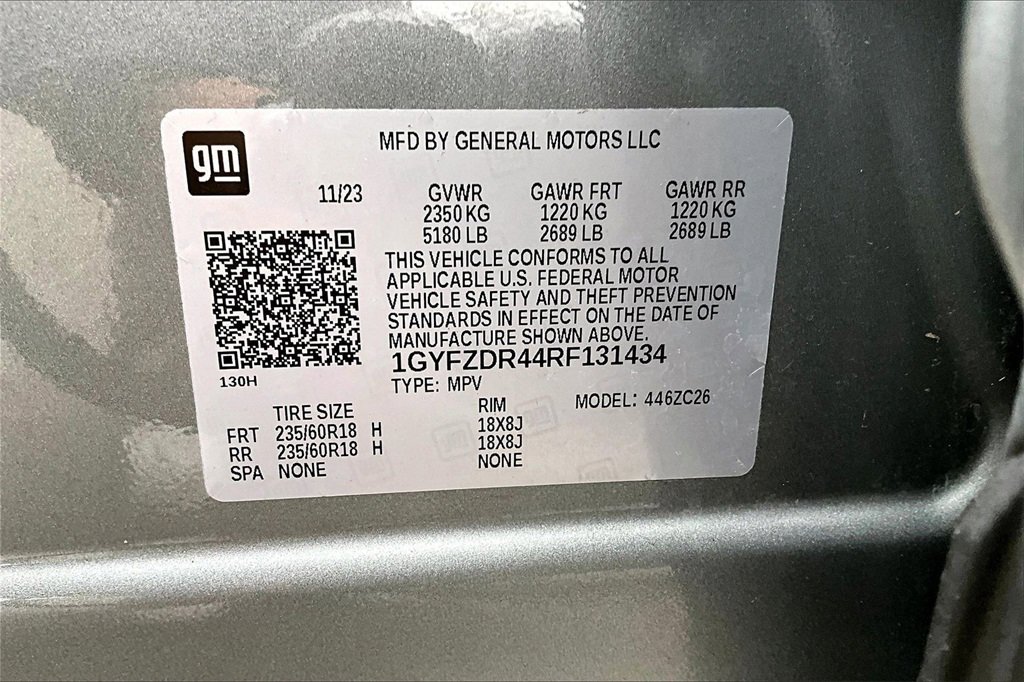 gm
MFD BY GENERAL MOTORS LLC
11/23 GVWR GAWR FRT GAWR RR
2350 KG 1220 KG 1220 KG
5180 LB 2689 LB 2689 LB
THIS VEHICLE CONFORMS TO ALL
APPLICABLE U.S. FEDERAL MOTOR
VEHICLE SAFETY AND THEFT PREVENTION
STANDARDS IN EFFECT ON THE DATE OF
MANUFACTURE SHOWN ABOVE.
1GYFZDR44RF131434
130H
TYPE: MPV
MODEL: 446ZC26
TIRE SIZE RIM
FRT 235/60R18 H 18X8J
RR 235/60R18 H 18X8J
SPA NONE NONE